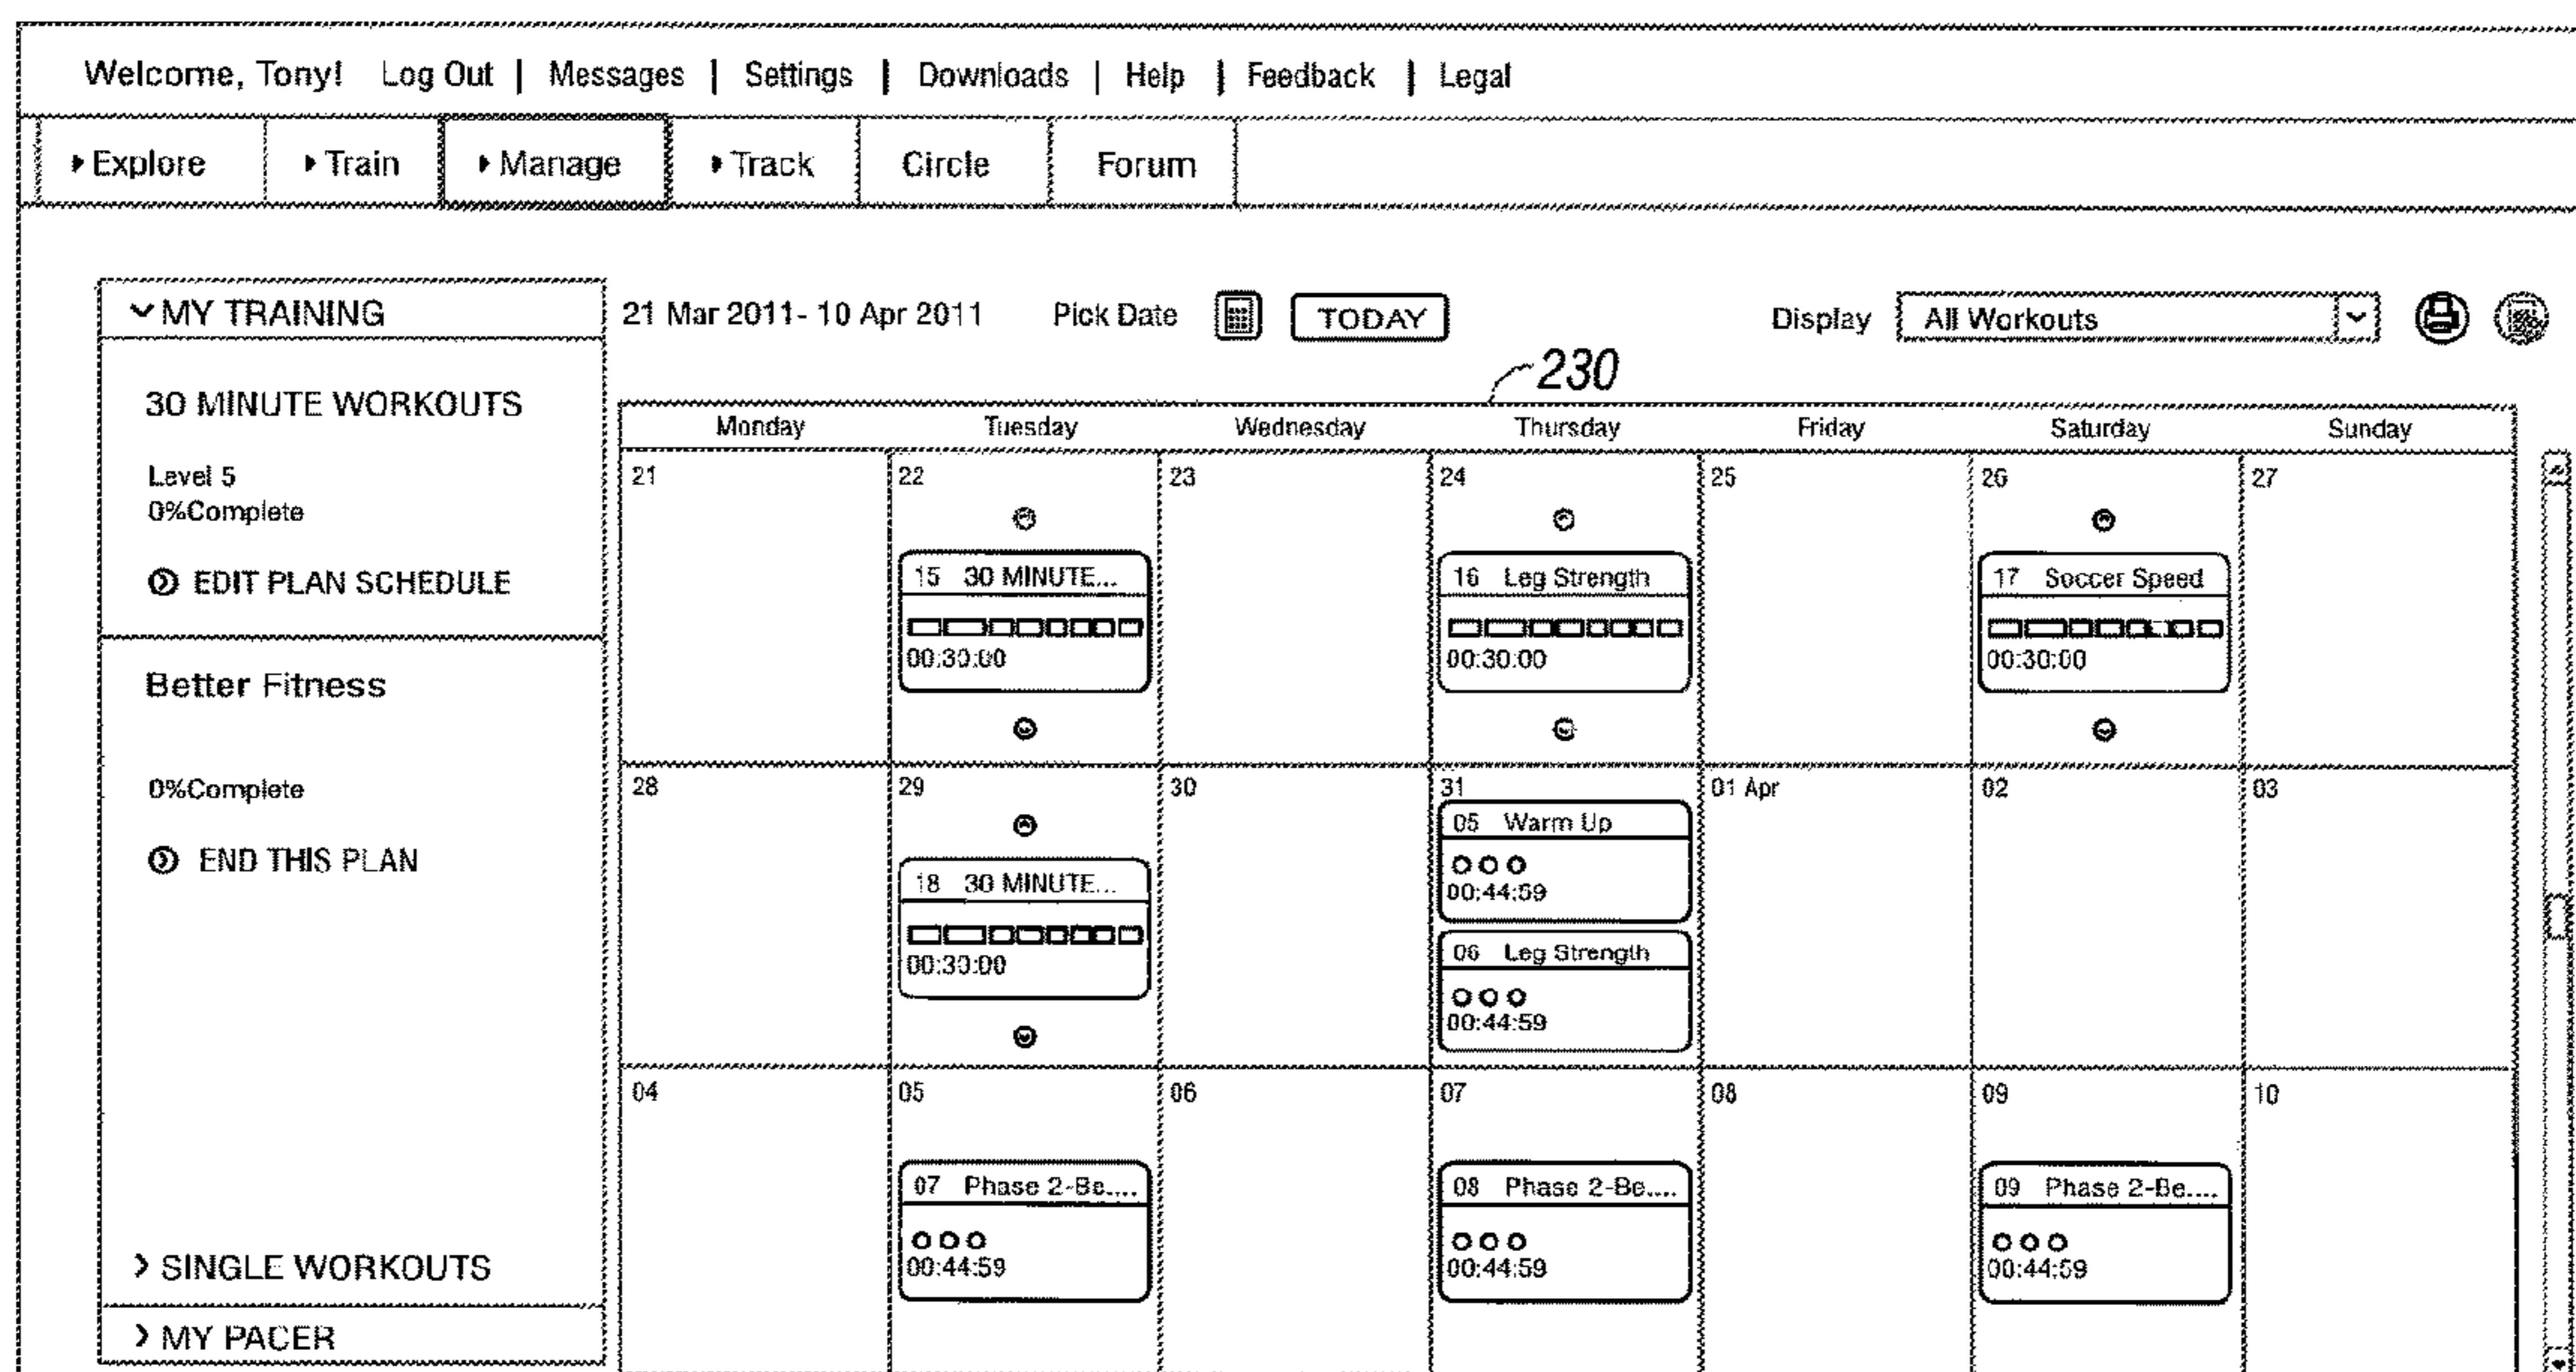 Welcome, Tony! Log Out | Messages | Settings | Downloads | Help | Feedback | Legal
Explore Train Manage Track Circle Forum
MY TRAINING
30 MINUTE WORKOUTS
Level 5
0%Complete
EDIT PLAN SCHEDULE
Better Fitness
0%Complete
END THIS PLAN
SINGLE WORKOUTS
MY PACER
21 Mar 2011- 10 Apr 2011 Pick Date TODAY Display All Workouts
230
Monday Tuesday Wednesday Thursday Friday Saturday Sunday
21 22 23 24 25 26 27
15 30 MINUTE... 16 Leg Strength 17 Soccer Speed
00:30:00 00:30:00 00:30:00
28 29 30 31 01 Apr 02 03
05 Warm Up
00:44:59
18 30 MINUTE...
00:30:00
06 Leg Strength
00:44:59
04 05 06 07 08 09 10
07 Phase 2-Be.... 08 Phase 2-Be.... 09 Phase 2-Be....
00:44:59 00:44:59 00:44:59